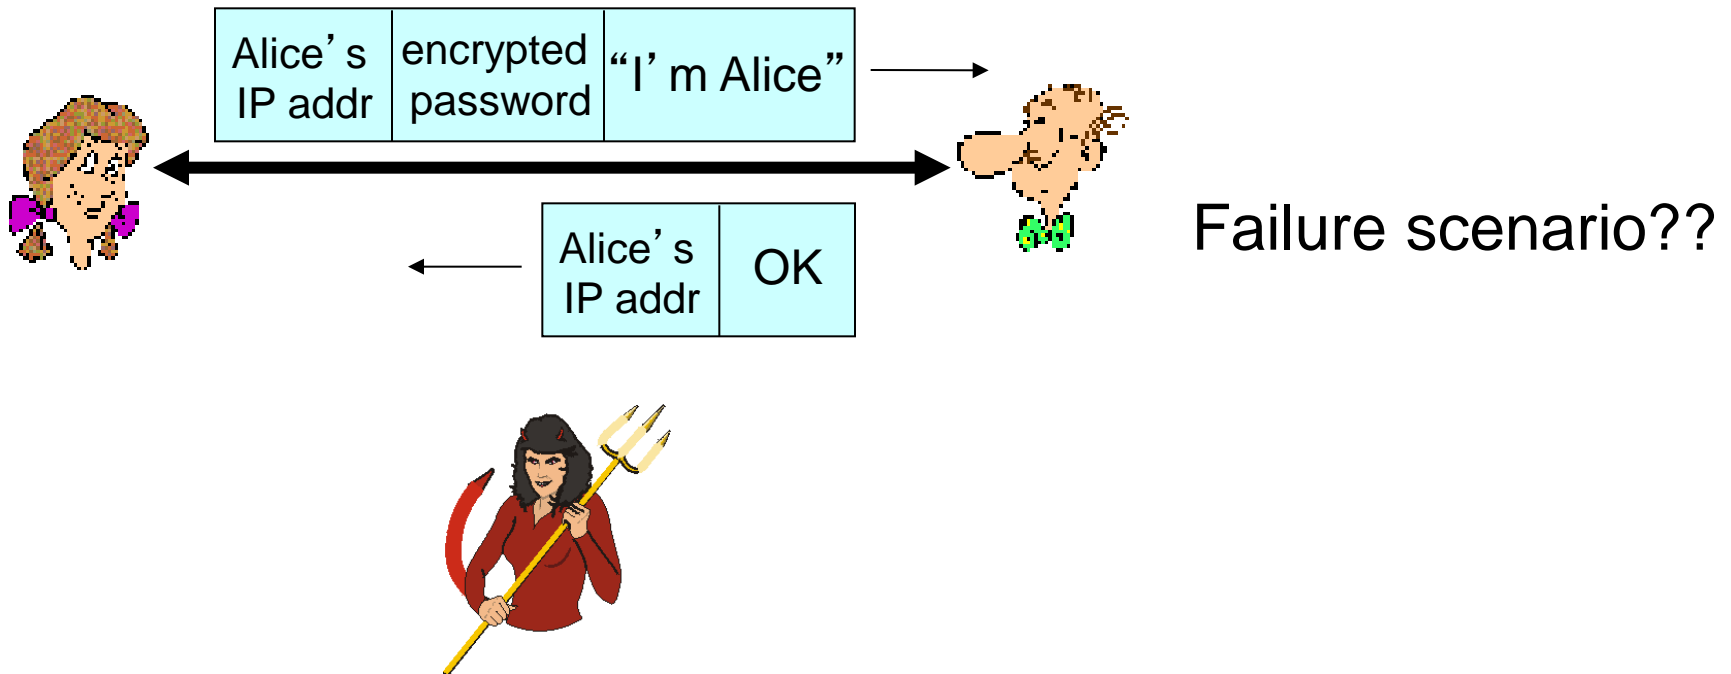 Alice’s
IP addr
encrypted
password
“I’m Alice”
Alice’s
IP addr
OK
Failure scenario??